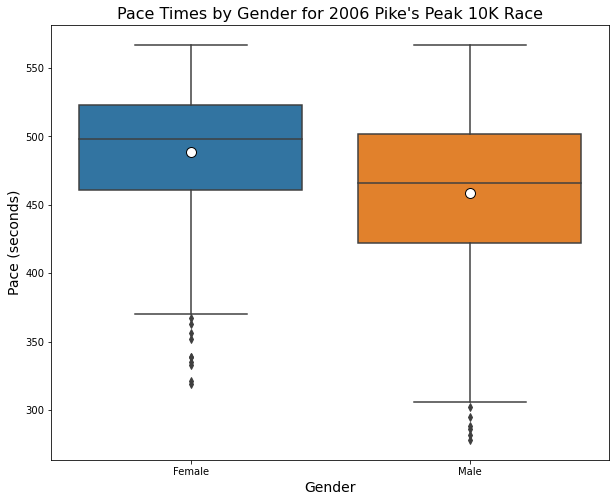 Pace Times by Gender for 2006 Pike's Peak 10K Race
Pace (seconds)
550
500
450
400
350
300
Female
Male
Gender